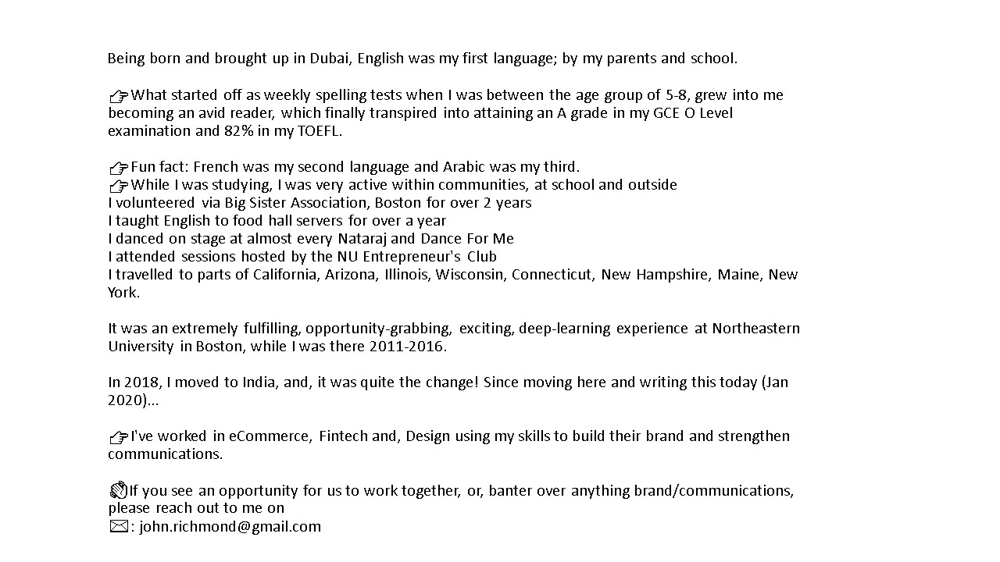 Being born and brought up in Dubai, English was my first language; by my parents and school.
👉What started off as weekly spelling tests when I was between the age group of 5-8, grew into me
becoming an avid reader, which finally transpired into attaining an A grade in my GCE O Level
examination and 82% in my TOEFL.
👉Fun fact: French was my second language and Arabic was my third.
👉While I was studying, I was very active within communities, at school and outside
I volunteered via Big Sister Association, Boston for over 2 years
I taught English to food hall servers for over a year
I danced on stage at almost every Nataraj and Dance For Me
I attended sessions hosted by the NU Entrepreneur's Club
I travelled to parts of California, Arizona, Illinois, Wisconsin, Connecticut, New Hampshire, Maine, New
York.
It was an extremely fulfilling, opportunity-grabbing, exciting, deep-learning experience at Northeastern
University in Boston, while I was there 2011-2016.
In 2018, I moved to India, and, it was quite the change! Since moving here and writing this today (Jan
2020)...
👉I've worked in eCommerce, Fintech and, Design using my skills to build their brand and strengthen
communications.
👋If you see an opportunity for us to work together, or, banter over anything brand/communications,
please reach out to me on
✉: john.richmond@gmail.com